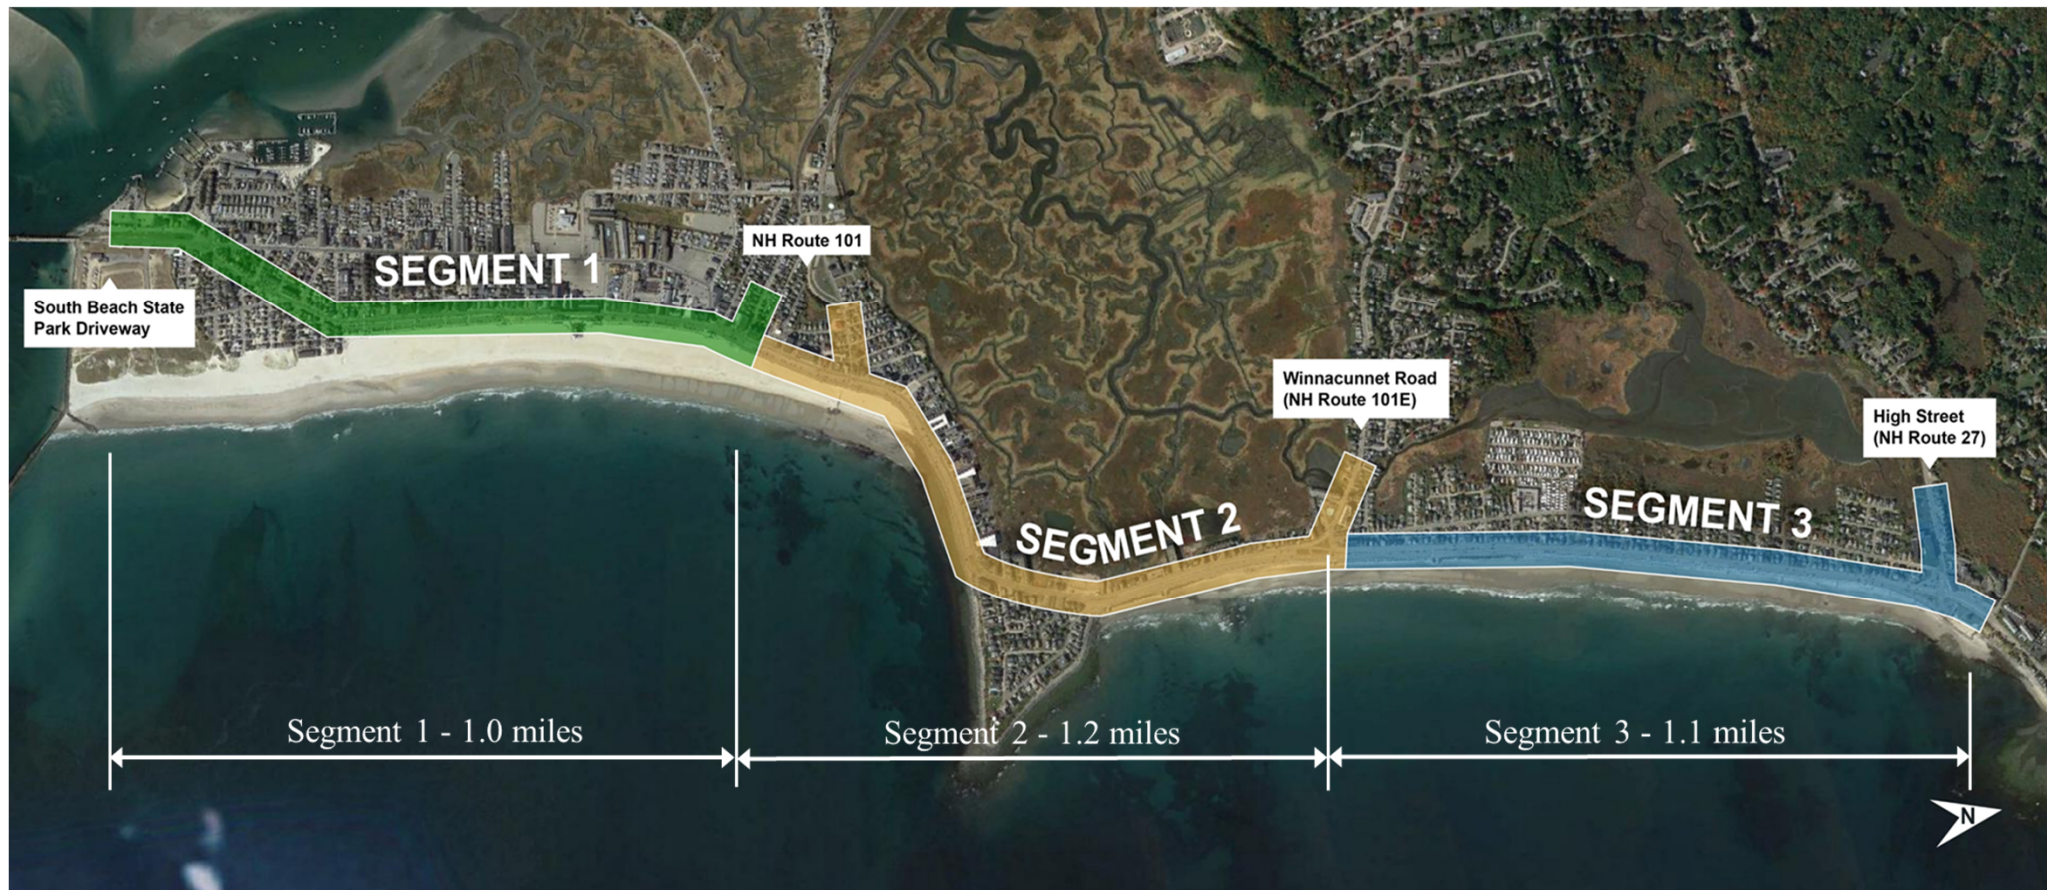 NH Route 101
SEGMENT 1
South Beach State
Park Driveway
Winnacunnet Road
(NH Route 101E)
High Street
(NH Route 27)
SEGMENT 2
SEGMENT 3
Segment 1 - 1.0 miles
Segment 2 - 1.2 miles
Segment 3 - 1.1 miles
N